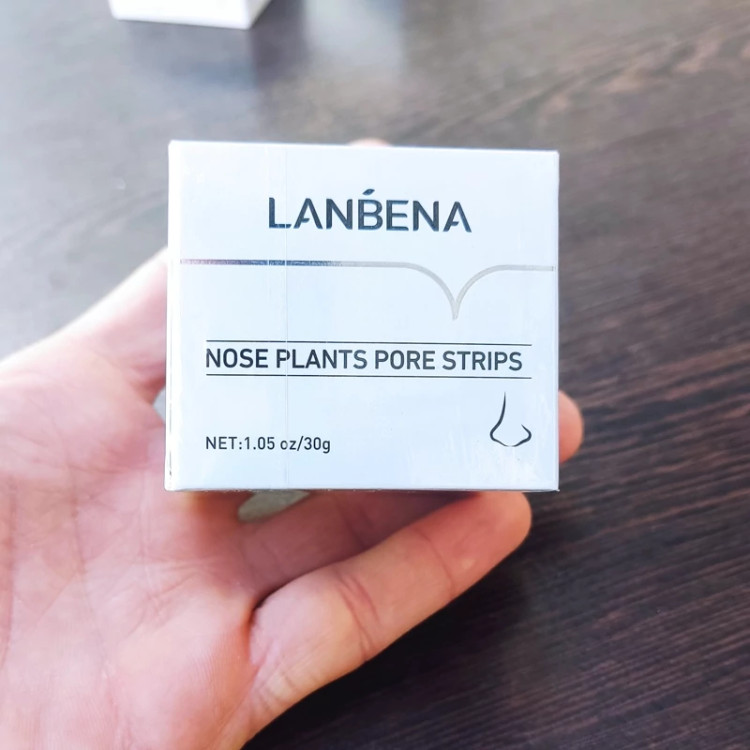 LANBENA
NOSE PLANTS PORE STRIPS
NET:1.05 oz/30g